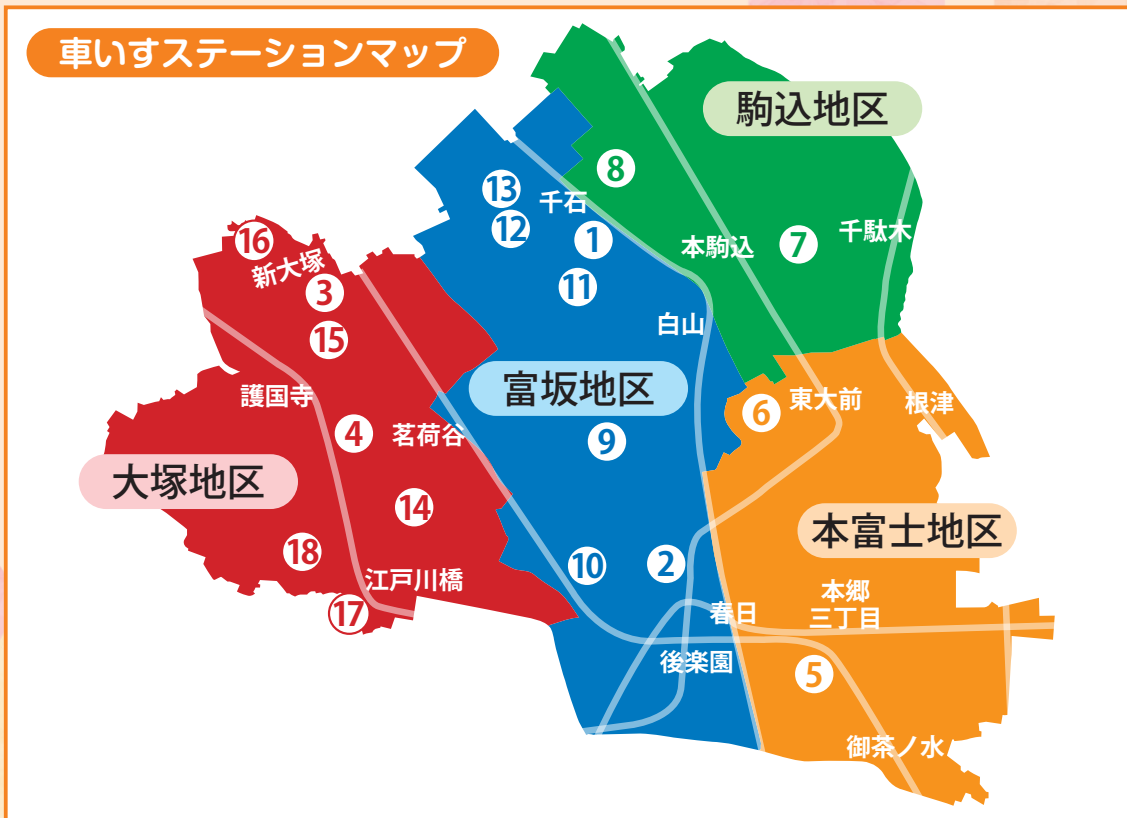 車いすステーションマップ
駒込地区
8
13
千石
12
1
本駒込
7
千駄木
16
新大塚
3
11
15
白山
護国寺
富坂地区
6
東大前
根津
4
茗荷谷
9
大塚地区
14
本富士地区
18
10
2
江戸川橋
17
春日
本郷
三丁目
後楽園
5
御茶ノ水